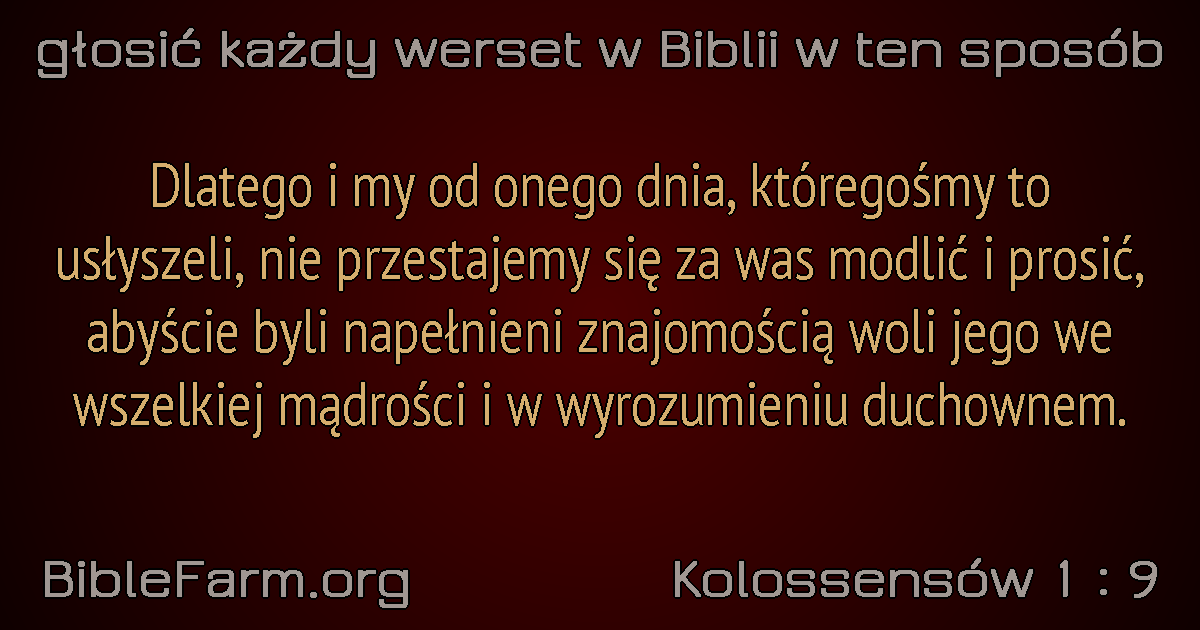 głosić każdy werset w Biblii w ten sposób
Dlatego i my od onego dnia, któregośmy to
usłyszeli, nie przestajemy się za was modlić i prosić,
abyście byli napełnieni znajomością woli jego we
wszelkiej mądrości i w wyrozumieniu duchownem.
BibleFarm.org
Kolossensów 1 : 9